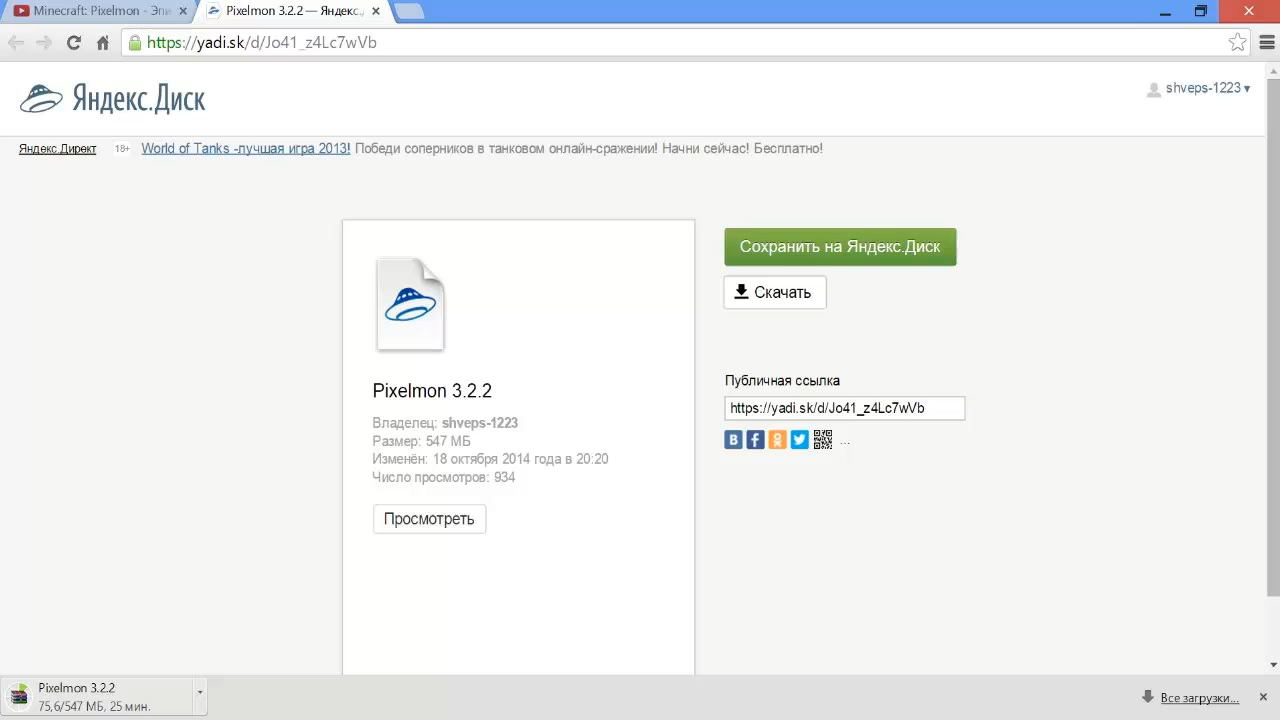 Minecraft: Pixelmon - Эпи
Pixelmon 3.2.2 — Яндекс.
https://yadi.sk/d/Jo41_z4Lc7wVb
Яндекс.Диск
shveps-1223
Яндекс.Директ 18+ World of Tanks -лучшая игра 2013! Победи соперников в танковом онлайн-сражении! Начни сейчас! Бесплатно!
Сохранить на Яндекс.Диск
Скачать
Pixelmon 3.2.2
Владелец: shveps-1223
Размер: 547 МБ
Изменён: 18 октября 2014 года в 20:20
Число просмотров: 934
Просмотреть
Публичная ссылка
https://yadi.sk/d/Jo41_z4Lc7wVb
B f ...
Pixelmon 3.2.2
75,6/547 МБ, 25 мин.
Все загрузки...